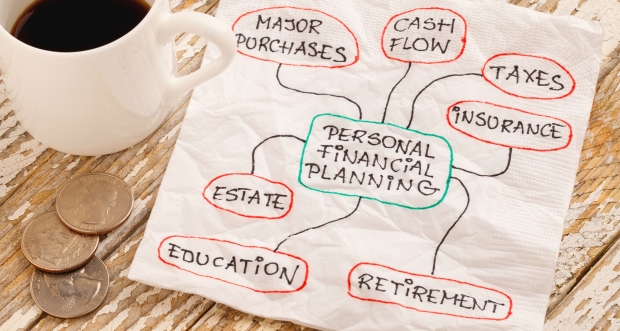 MAJOR
PURCHASES
CASH
FLOW
TAXES
INSURANCE
PERSONAL
FINANCIAL
PLANNING
ESTATE
EDUCATION
RETIREMENT